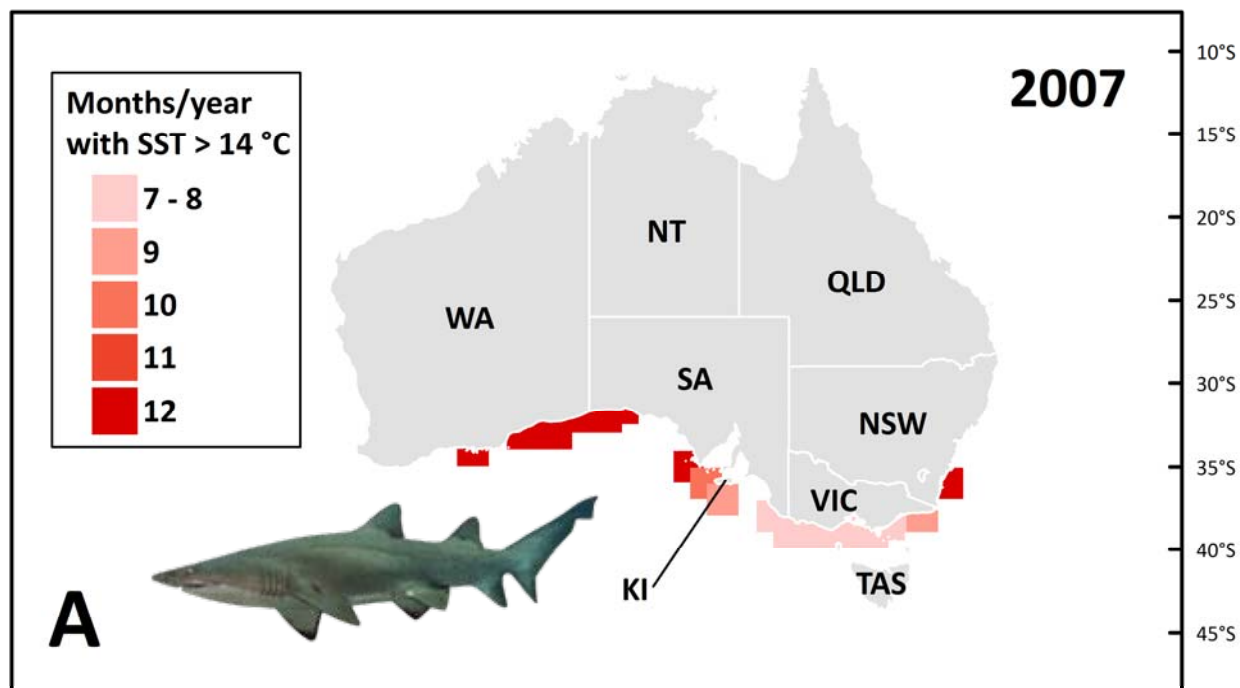 2007
Months/year
with SST > 14 °C
7 - 8
9
10
11
12
WA
NT
QLD
SA
NSW
VIC
KI
TAS
A
10°S
15°S
20°S
25°S
30°S
35°S
40°S
45°S